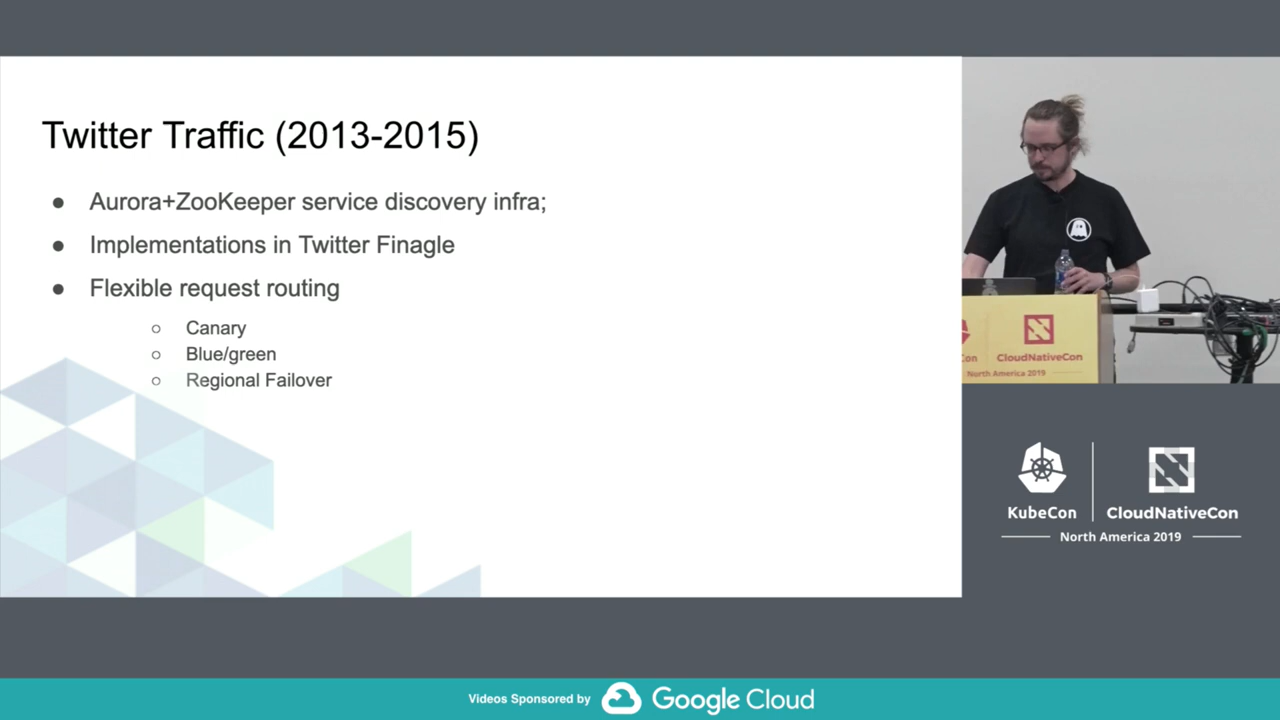 Twitter Traffic (2013-2015)
● Aurora+ZooKeeper service discovery infra;
● Implementations in Twitter Finagle
● Flexible request routing
○ Canary
○ Blue/green
○ Regional Failover
Con
CloudNativeCon
North America 2019
KubeCon
CloudNativeCon
North America 2019
Videos Sponsored by
Google Cloud